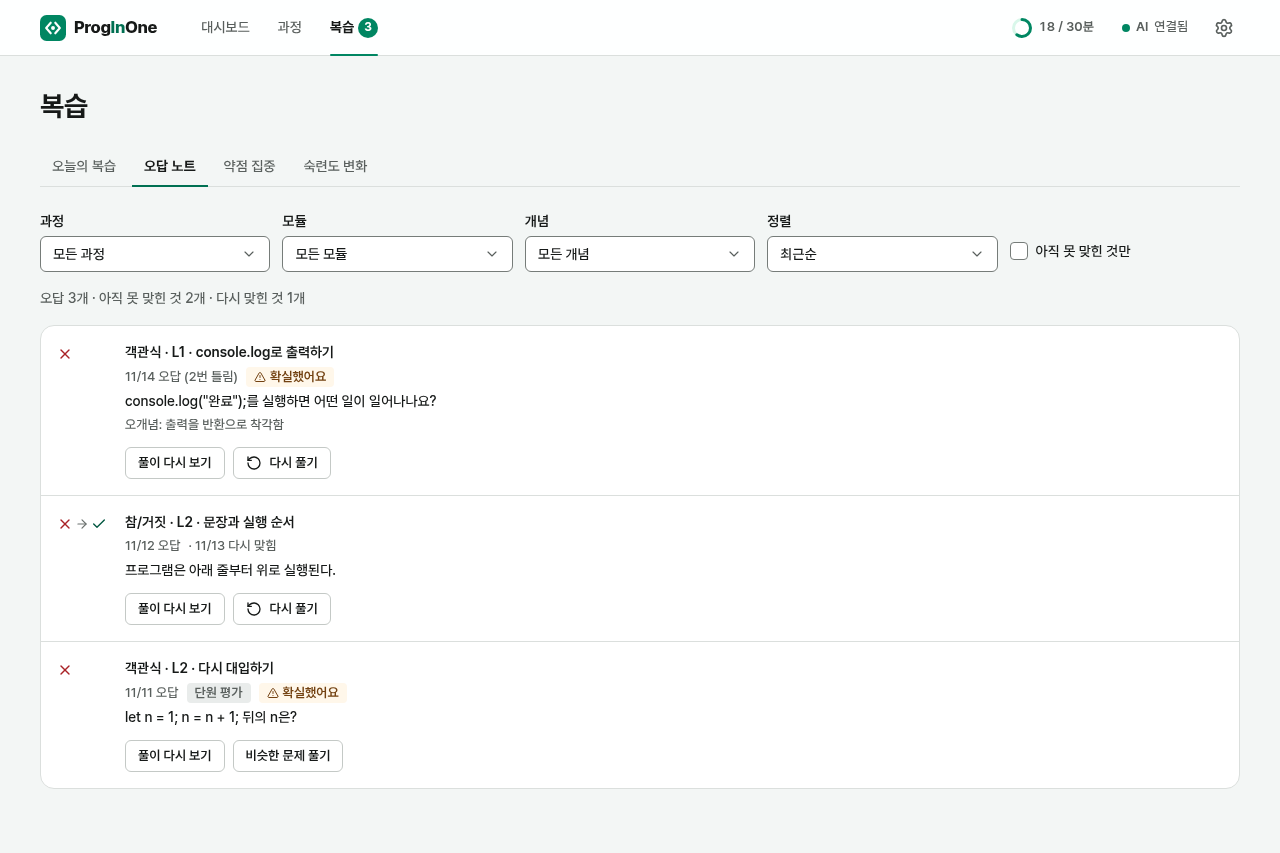 ProgInOne
대시보드
과정
복습 3
18 / 30분
AI 연결됨
복습
오늘의 복습
오답 노트
약점 집중
숙련도 변화
과정
모듈
개념
정렬
모든 과정
모든 모듈
모든 개념
최근순
아직 못 맞힌 것만
오답 3개 · 아직 못 맞힌 것 2개 · 다시 맞힌 것 1개
객관식 · L1 · console.log로 출력하기
11/14 오답 (2번 틀림) 확실했어요
console.log("완료");를 실행하면 어떤 일이 일어나나요?
오개념: 출력을 반환으로 착각함
풀이 다시 보기
다시 풀기
참/거짓 · L2 · 문장과 실행 순서
11/12 오답 · 11/13 다시 맞힘
프로그램은 아래 줄부터 위로 실행된다.
풀이 다시 보기
다시 풀기
객관식 · L2 · 다시 대입하기
11/11 오답 단원 평가 확실했어요
let n = 1; n = n + 1; 뒤의 n은?
풀이 다시 보기
비슷한 문제 풀기